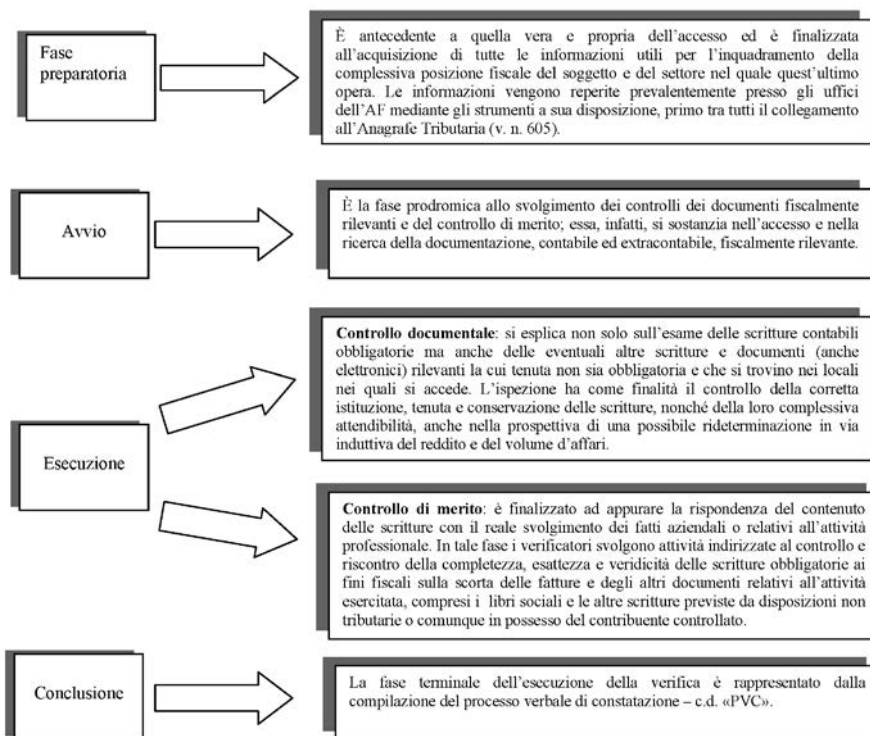 Fase
preparatoria
È antecedente a quella vera e propria dell'accesso ed è finalizzata
all'acquisizione di tutte le informazioni utili per l'inquadramento della
complessiva posizione fiscale del soggetto e del settore nel quale quest'ultimo
opera. Le informazioni vengono reperite prevalentemente presso gli uffici
dell'AF mediante gli strumenti a sua disposizione, primo tra tutti il collegamento
all'Anagrafe Tributaria (v. n. 605).
Avvio
È la fase prodromica allo svolgimento dei controlli dei documenti fiscalmente
rilevanti e del controllo di merito; essa, infatti, si sostanzia nell'accesso e nella
ricerca della documentazione, contabile ed extracontabile, fiscalmente rilevante.
Esecuzione
Controllo documentale: si esplica non solo sull'esame delle scritture contabili
obbligatorie ma anche delle eventuali altre scritture e documenti (anche
elettronici) rilevanti la cui tenuta non sia obbligatoria e che si trovino nei locali
nei quali si accede. L'ispezione ha come finalità il controllo della corretta
istituzione, tenuta e conservazione delle scritture, nonché della loro complessiva
attendibilità, anche nella prospettiva di una possibile rideterminazione in via
induttiva del reddito e del volume d'affari.
Controllo di merito: è finalizzato ad appurare la rispondenza del contenuto
delle scritture con il reale svolgimento dei fatti aziendali o relativi all'attività
professionale. In tale fase i verificatori svolgono attività indirizzate al controllo e
riscontro della completezza, esattezza e veridicità delle scritture obbligatorie ai
fini fiscali sulla scorta delle fatture e degli altri documenti relativi all'attività
esercitata, compresi i libri sociali e le altre scritture previste da disposizioni non
tributarie o comunque in possesso del contribuente controllato.
Conclusione
La fase terminale dell'esecuzione della verifica è rappresentato dalla
compilazione del processo verbale di constatazione – c.d. «PVC».